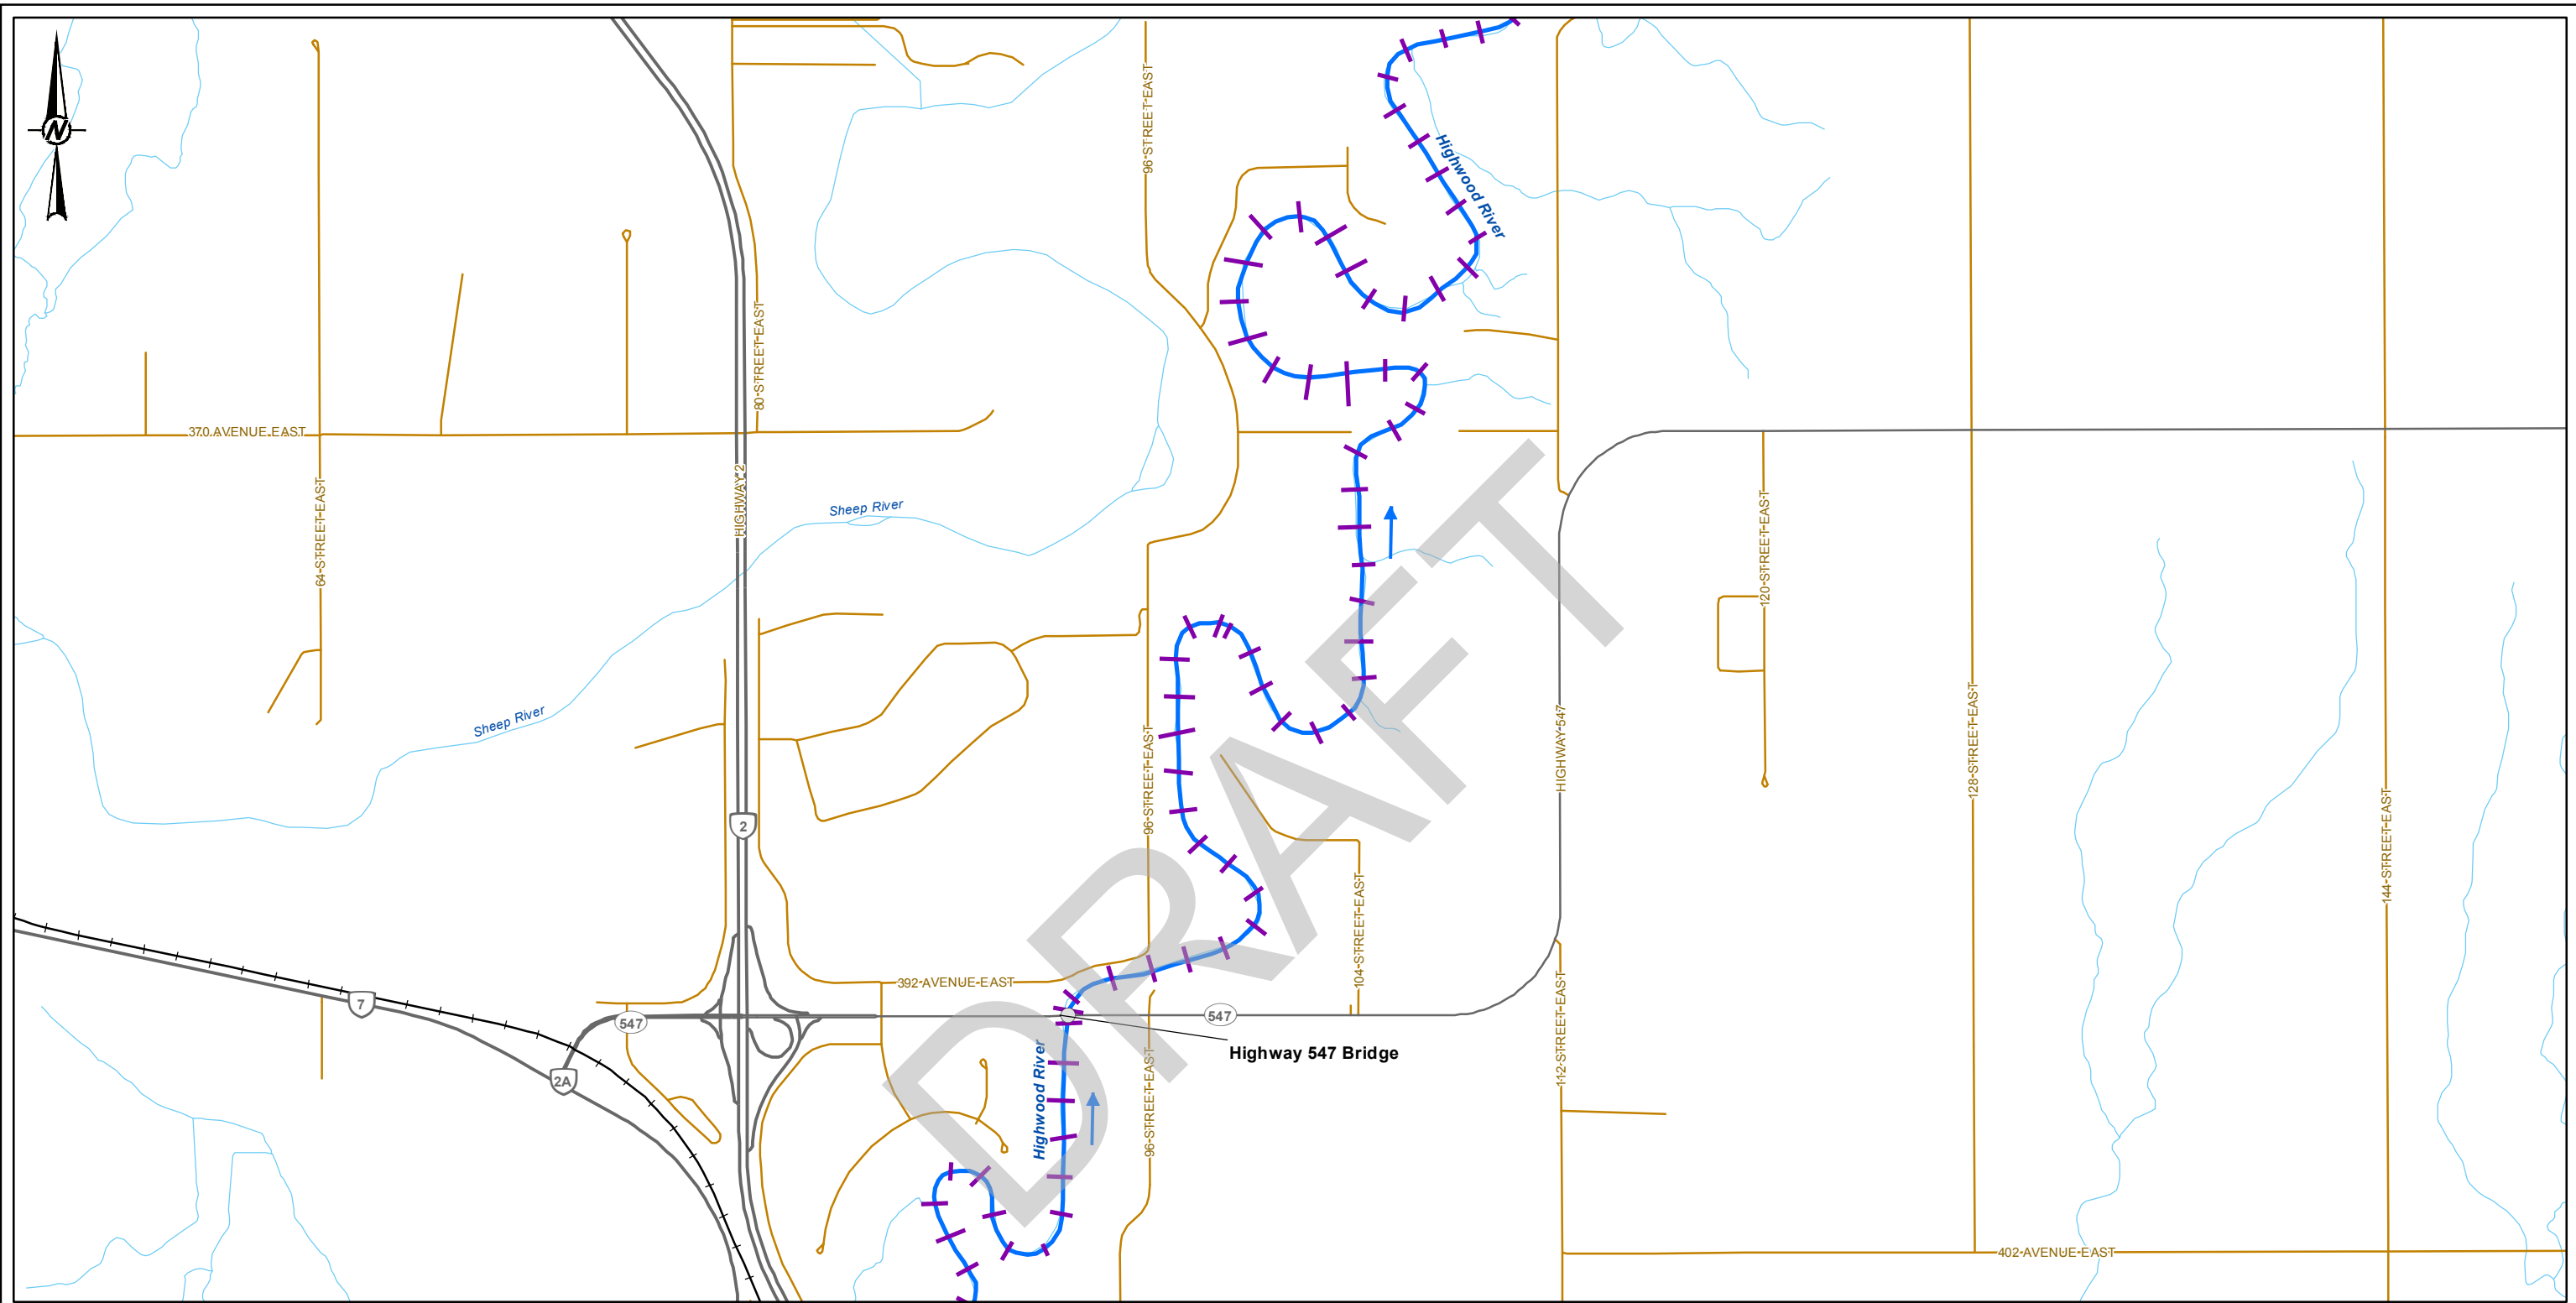 N
96 STREET EAST
Highwood River
80 STREET EAST
370 AVENUE EAST
HIGHWAY 2
64 STREET EAST
Sheep River
120 STREET EAST
Sheep River
96 STREET EAST
HIGHWAY 547
128 STREET EAST
144 STREET EAST
2
DRAFT
104 STREET EAST
392 AVENUE EAST
7
547
547
Highway 547 Bridge
2A
Highwood River
96 STREET EAST
112 STREET EAST
402 AVENUE EAST